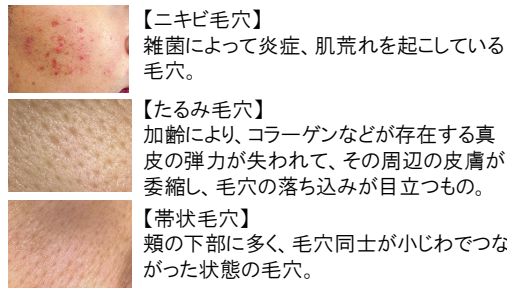 【ニキビ毛穴】
雑菌によって炎症、肌荒れを起こしている
毛穴。
【たるみ毛穴】
加齢により、コラーゲンなどが存在する真
皮の弾力が失われて、その周辺の皮膚が
委縮し、毛穴の落ち込みが目立つもの。
【帯状毛穴】
頬の下部に多く、毛穴同士が小じわでつな
がった状態の毛穴。